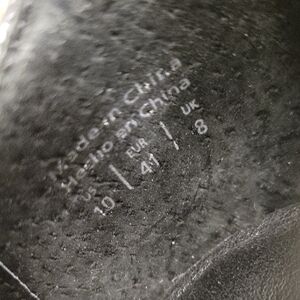 Made in China
Hecho en China
US | EUR | UK
10 | 41 | 8